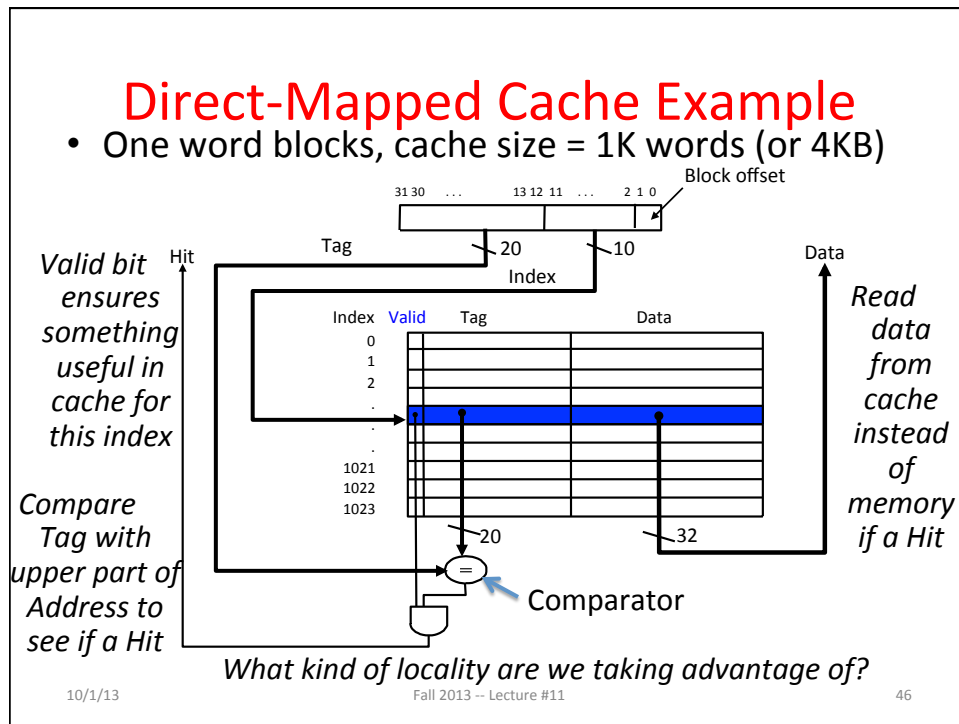 Direct-Mapped Cache Example
• One word blocks, cache size = 1K words (or 4KB)
Block offset
31 30 . . . 13 12 11 . . . 2 1 0
Tag
20
10
Index
Hit
Data
Valid bit
ensures
something
useful in
cache for
this index
Read
data
from
cache
instead
of
memory
if a Hit
Index Valid Tag Data
0
1
2
.
.
.
1021
1022
1023
20
32
Compare
Tag with
upper part of
Address to
see if a Hit
=
Comparator
What kind of locality are we taking advantage of?
10/1/13 Fall 2013 -- Lecture #11 46